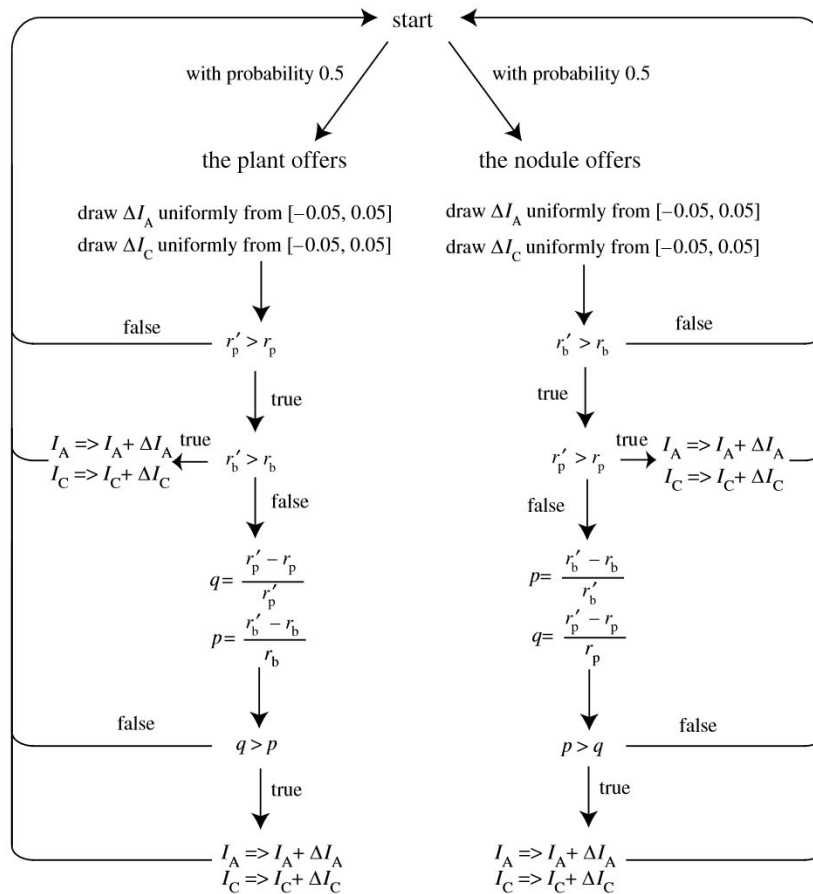 start
with probability 0.5
with probability 0.5
the plant offers
draw ΔI_A uniformly from [−0.05, 0.05]
draw ΔI_C uniformly from [−0.05, 0.05]
false
r_p′ > r_p
true
I_A => I_A + ΔI_A
I_C => I_C + ΔI_C
true
r_b′ > r_b
false
q = (r_p′ − r_p) / r_p′
p = (r_b′ − r_b) / r_b
false
q > p
true
I_A => I_A + ΔI_A
I_C => I_C + ΔI_C
the nodule offers
draw ΔI_A uniformly from [−0.05, 0.05]
draw ΔI_C uniformly from [−0.05, 0.05]
r_b′ > r_b
false
true
r_p′ > r_p
true
I_A => I_A + ΔI_A
I_C => I_C + ΔI_C
false
p = (r_b′ − r_b) / r_b′
q = (r_p′ − r_p) / r_p
p > q
false
true
I_A => I_A + ΔI_A
I_C => I_C + ΔI_C